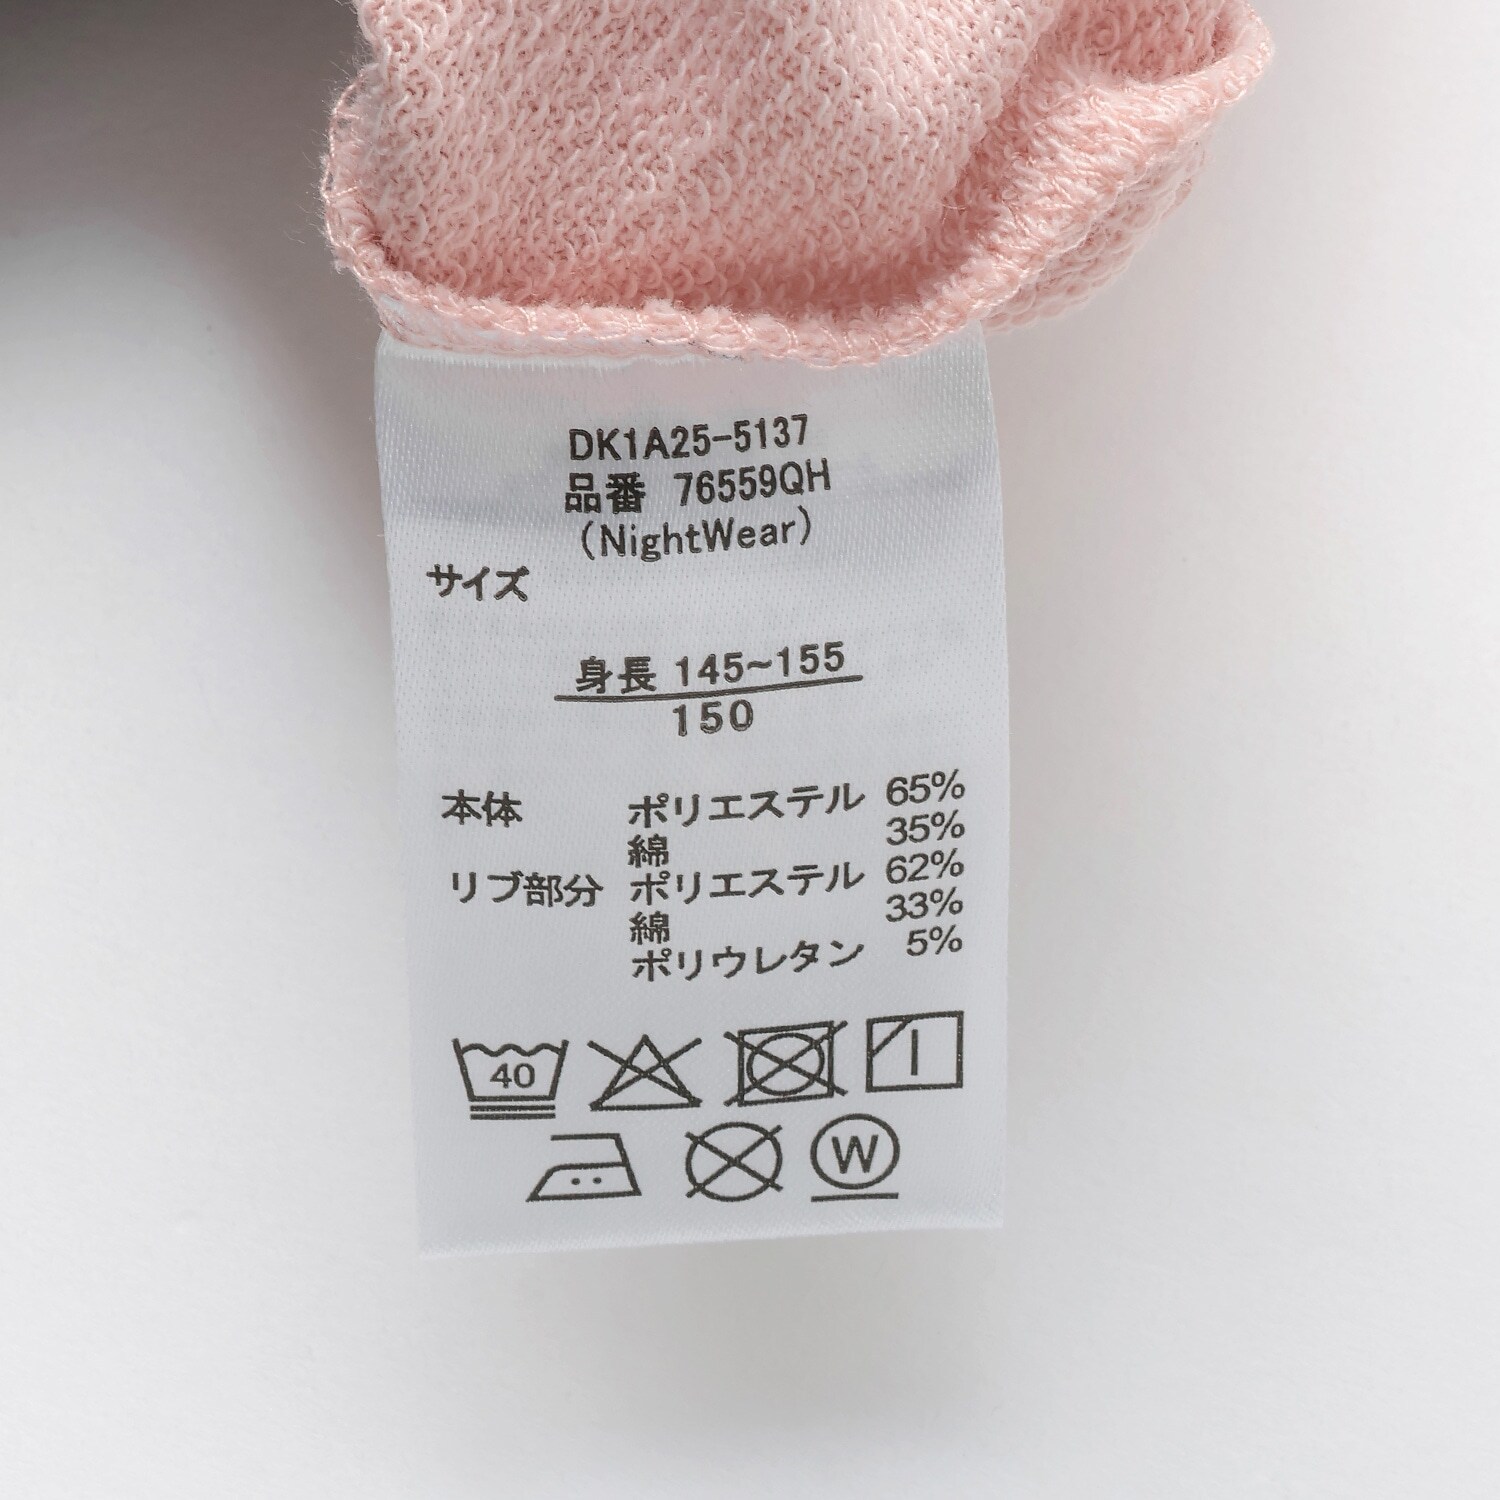 DK1A25-5137
品番 76559QH
(NightWear)
サイズ
身長 145~155
150
本体 ポリエステル 65%
綿 35%
リブ部分 ポリエステル 62%
綿 33%
ポリウレタン 5%
40
W